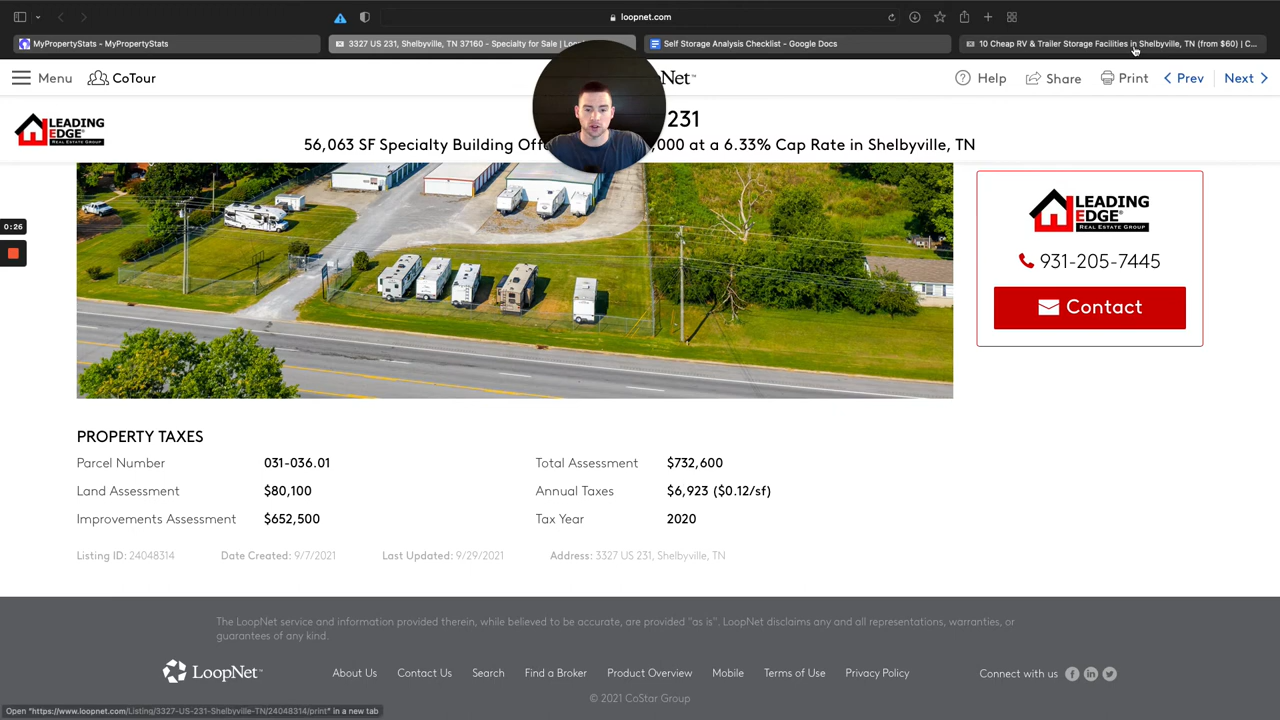 loopnet.com
MyPropertyStats - MyPropertyStats
3327 US 231, Shelbyville, TN 37160 - Specialty for Sale | Loo
Self Storage Analysis Checklist - Google Docs
10 Cheap RV & Trailer Storage Facilities in Shelbyville, TN (from $60) | C...
Menu
CoTour
Net
Help
Share
Print
Prev
Next
LEADING
EDGE
REAL ESTATE GROUP
231
56,063 SF Specialty Building Off
,000 at a 6.33% Cap Rate in Shelbyville, TN
0:26
LEADING
EDGE
REAL ESTATE GROUP
931-205-7445
Contact
PROPERTY TAXES
Parcel Number 031-036.01
Total Assessment $732,600
Land Assessment $80,100
Annual Taxes $6,923 ($0.12/sf)
Improvements Assessment $652,500
Tax Year 2020
Listing ID: 24048314 Date Created: 9/7/2021 Last Updated: 9/29/2021 Address: 3327 US 231, Shelbyville, TN
The LoopNet service and information provided therein, while believed to be accurate, are provided "as is". LoopNet disclaims any and all representations, warranties, or
guarantees of any kind.
LoopNet
About Us Contact Us Search Find a Broker Product Overview Mobile Terms of Use Privacy Policy
Connect with us
© 2021 CoStar Group
Open "https://www.loopnet.com/Listing/3327-US-231-Shelbyville-TN/24048314/print" in a new tab